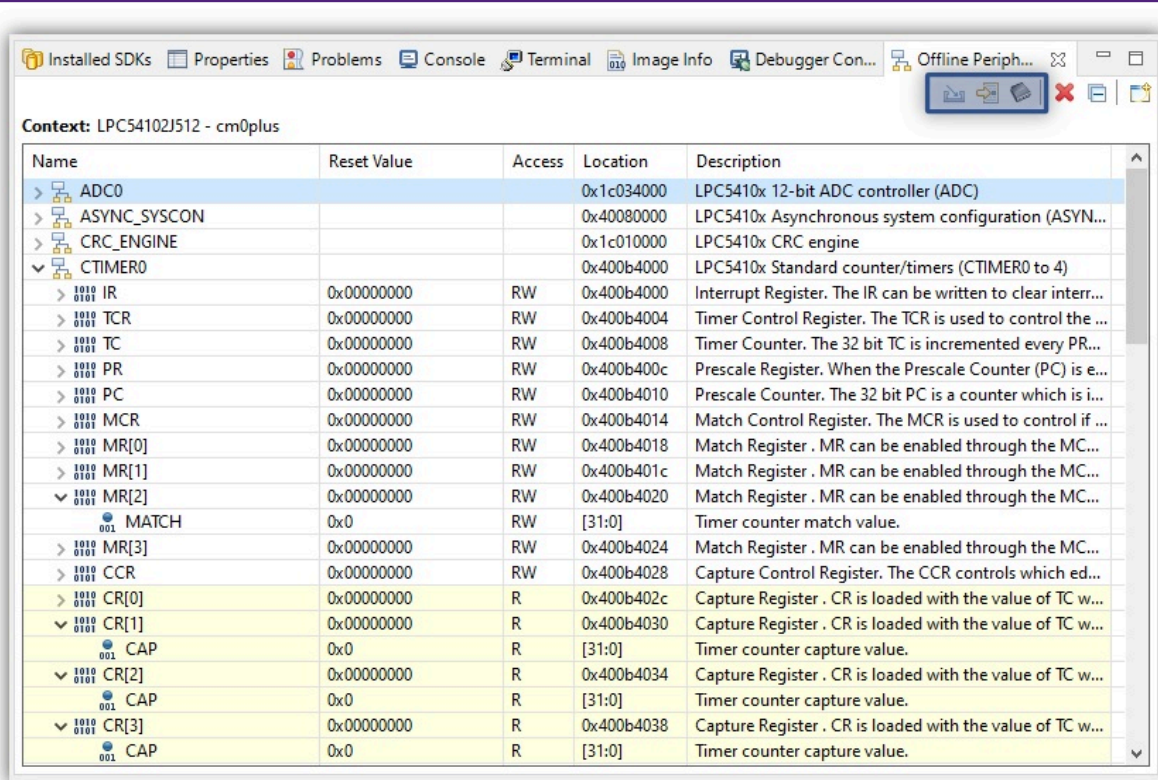 Installed SDKs Properties Problems Console Terminal Image Info Debugger Con... Offline Periph...
Context: LPC54102J512 - cm0plus
Name Reset Value Access Location Description
ADC0 0x1c034000 LPC5410x 12-bit ADC controller (ADC)
ASYNC_SYSCON 0x40080000 LPC5410x Asynchronous system configuration (ASYN...
CRC_ENGINE 0x1c010000 LPC5410x CRC engine
CTIMER0 0x400b4000 LPC5410x Standard counter/timers (CTIMER0 to 4)
IR 0x00000000 RW 0x400b4000 Interrupt Register. The IR can be written to clear interr...
TCR 0x00000000 RW 0x400b4004 Timer Control Register. The TCR is used to control the ...
TC 0x00000000 RW 0x400b4008 Timer Counter. The 32 bit TC is incremented every PR...
PR 0x00000000 RW 0x400b400c Prescale Register. When the Prescale Counter (PC) is e...
PC 0x00000000 RW 0x400b4010 Prescale Counter. The 32 bit PC is a counter which is i...
MCR 0x00000000 RW 0x400b4014 Match Control Register. The MCR is used to control if ...
MR[0] 0x00000000 RW 0x400b4018 Match Register . MR can be enabled through the MC...
MR[1] 0x00000000 RW 0x400b401c Match Register . MR can be enabled through the MC...
MR[2] 0x00000000 RW 0x400b4020 Match Register . MR can be enabled through the MC...
MATCH 0x0 RW [31:0] Timer counter match value.
MR[3] 0x00000000 RW 0x400b4024 Match Register . MR can be enabled through the MC...
CCR 0x00000000 RW 0x400b4028 Capture Control Register. The CCR controls which ed...
CR[0] 0x00000000 R 0x400b402c Capture Register . CR is loaded with the value of TC w...
CR[1] 0x00000000 R 0x400b4030 Capture Register . CR is loaded with the value of TC w...
CAP 0x0 R [31:0] Timer counter capture value.
CR[2] 0x00000000 R 0x400b4034 Capture Register . CR is loaded with the value of TC w...
CAP 0x0 R [31:0] Timer counter capture value.
CR[3] 0x00000000 R 0x400b4038 Capture Register . CR is loaded with the value of TC w...
CAP 0x0 R [31:0] Timer counter capture value.